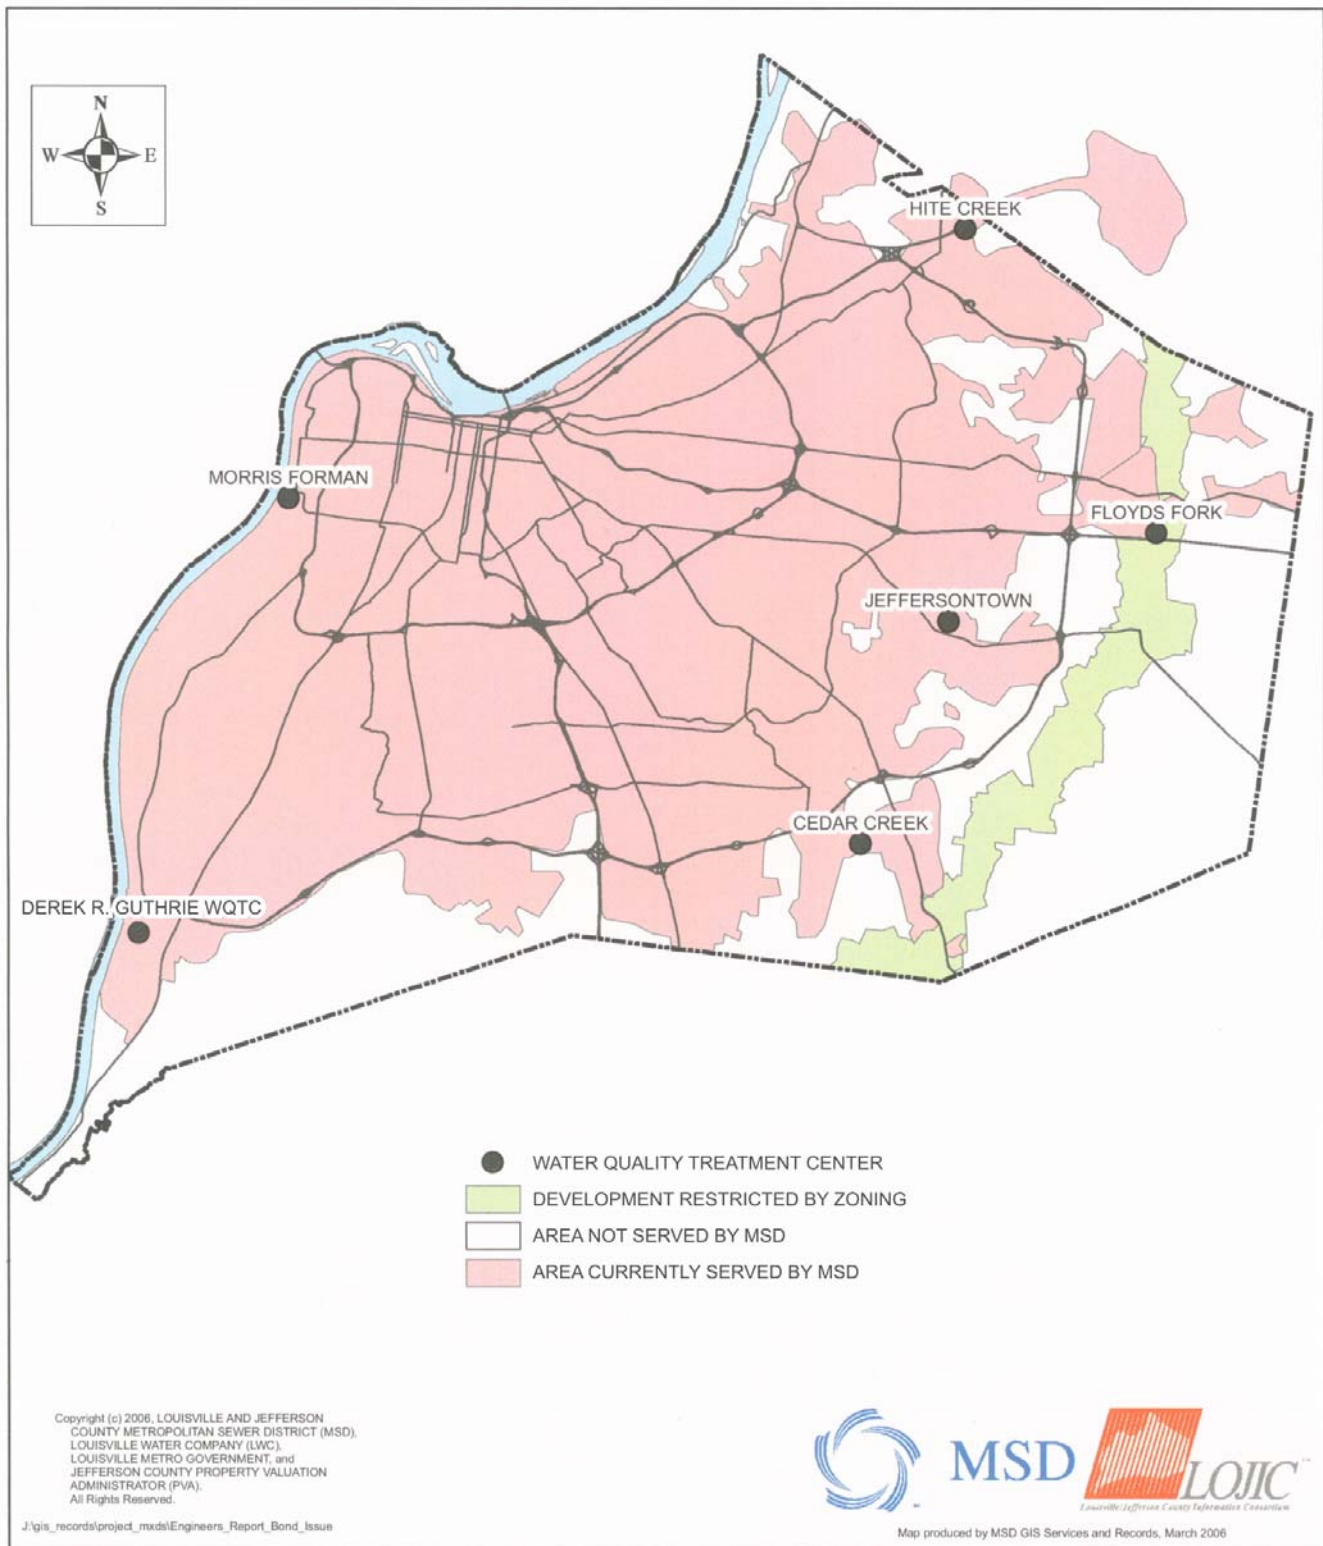 N
W E
S
HITE CREEK
MORRIS FORMAN
FLOYDS FORK
JEFFERSONTOWN
CEDAR CREEK
DEREK R. GUTHRIE WQTC
WATER QUALITY TREATMENT CENTER
DEVELOPMENT RESTRICTED BY ZONING
AREA NOT SERVED BY MSD
AREA CURRENTLY SERVED BY MSD
Copyright (c) 2006, LOUISVILLE AND JEFFERSON
COUNTY METROPOLITAN SEWER DISTRICT (MSD),
LOUISVILLE WATER COMPANY (LWC),
LOUISVILLE METRO GOVERNMENT, and
JEFFERSON COUNTY PROPERTY VALUATION
ADMINISTRATOR (PVA).
All Rights Reserved.
J:\gis_records\project_mxds\Engineers_Report_Bond_Issue
MSD
LOJIC
Louisville/Jefferson County Information Consortium
Map produced by MSD GIS Services and Records, March 2006